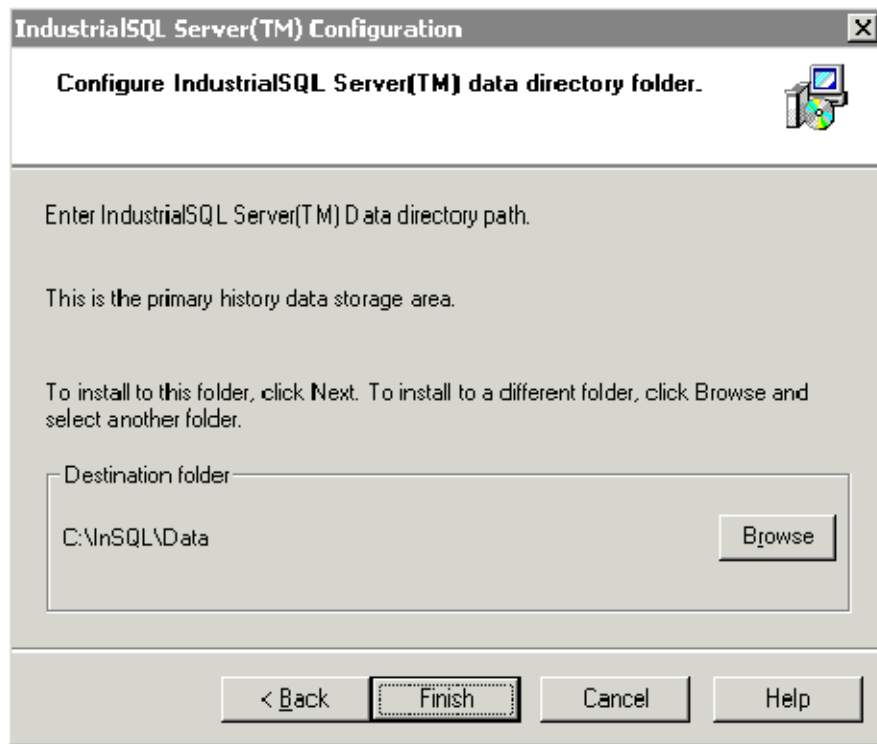 IndustrialSQL Server(TM) Configuration
Configure IndustrialSQL Server(TM) data directory folder.
Enter IndustrialSQL Server(TM) Data directory path.
This is the primary history data storage area.
To install to this folder, click Next. To install to a different folder, click Browse and
select another folder.
Destination folder
C:\InSQL\Data
Browse
< Back
Finish
Cancel
Help